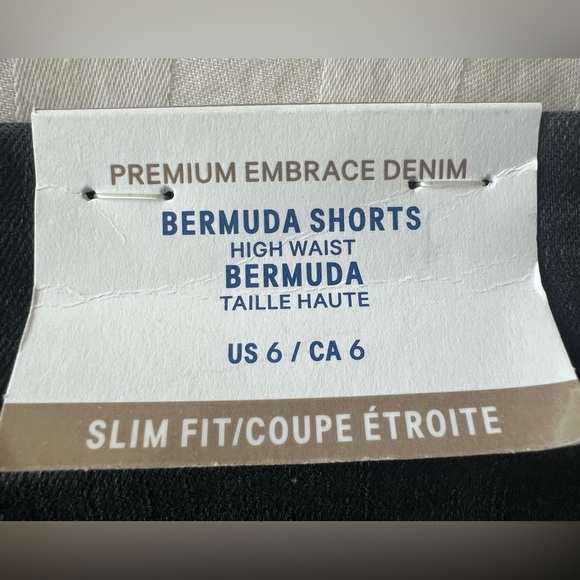 PREMIUM EMBRACE DENIM
BERMUDA SHORTS
HIGH WAIST
BERMUDA
TAILLE HAUTE
US 6 / CA 6
SLIM FIT/COUPE ÉTROITE